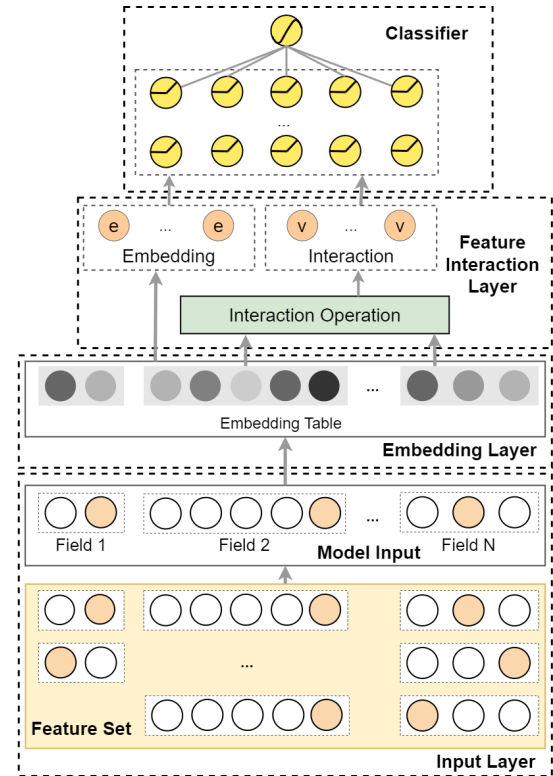 Classifier
...
e ... e
v ... v
Embedding
Interaction
Feature
Interaction
Layer
Interaction Operation
...
Embedding Table
Embedding Layer
...
Field 1
Field 2
Field N
Model Input
...
Feature Set
Input Layer